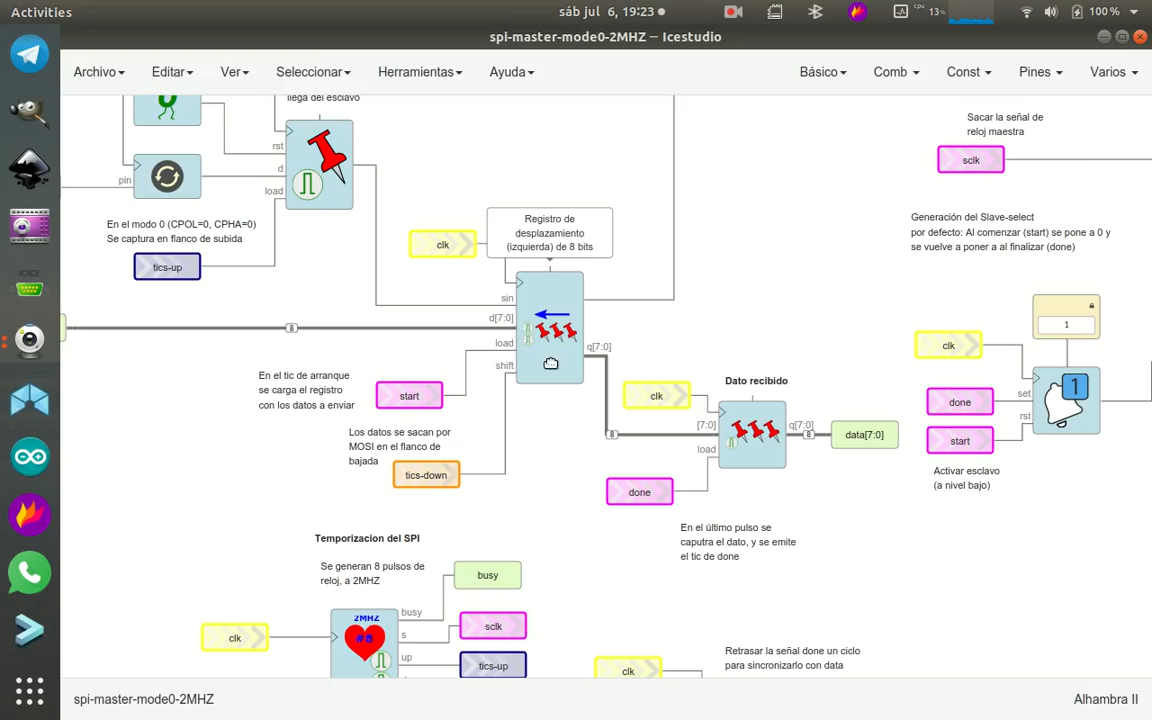 Activities
sáb jul 6, 19:23
13%
100 %
spi-master-mode0-2MHZ — Icestudio
Archivo
Editar
Ver
Seleccionar
Herramientas
Ayuda
Básico
Comb
Const
Pines
Varios
llega del esclavo
rst
d
load
pin
En el modo 0 (CPOL=0, CPHA=0)
Se captura en flanco de subida
tics-up
clk
Registro de
desplazamiento
(izquierda) de 8 bits
sin
d[7:0]
load
shift
q[7:0]
8
En el tic de arranque
se carga el registro
con los datos a enviar
start
Los datos se sacan por
MOSI en el flanco de
bajada
tics-down
clk
Dato recibido
8
[7:0]
load
q[7:0]
8
data[7:0]
done
En el último pulso se
caputra el dato, y se emite
el tic de done
Sacar la señal de
reloj maestra
sclk
Generación del Slave-select
por defecto: Al comenzar (start) se pone a 0 y
se vuelve a poner a al finalizar (done)
1
clk
done
start
set
rst
1
Activar esclavo
(a nivel bajo)
Temporizacion del SPI
Se generan 8 pulsos de
reloj, a 2MHZ
busy
clk
2MHZ
#8
busy
s
up
sclk
tics-up
clk
Retrasar la señal done un ciclo
para sincronizarlo con data
spi-master-mode0-2MHZ
Alhambra II